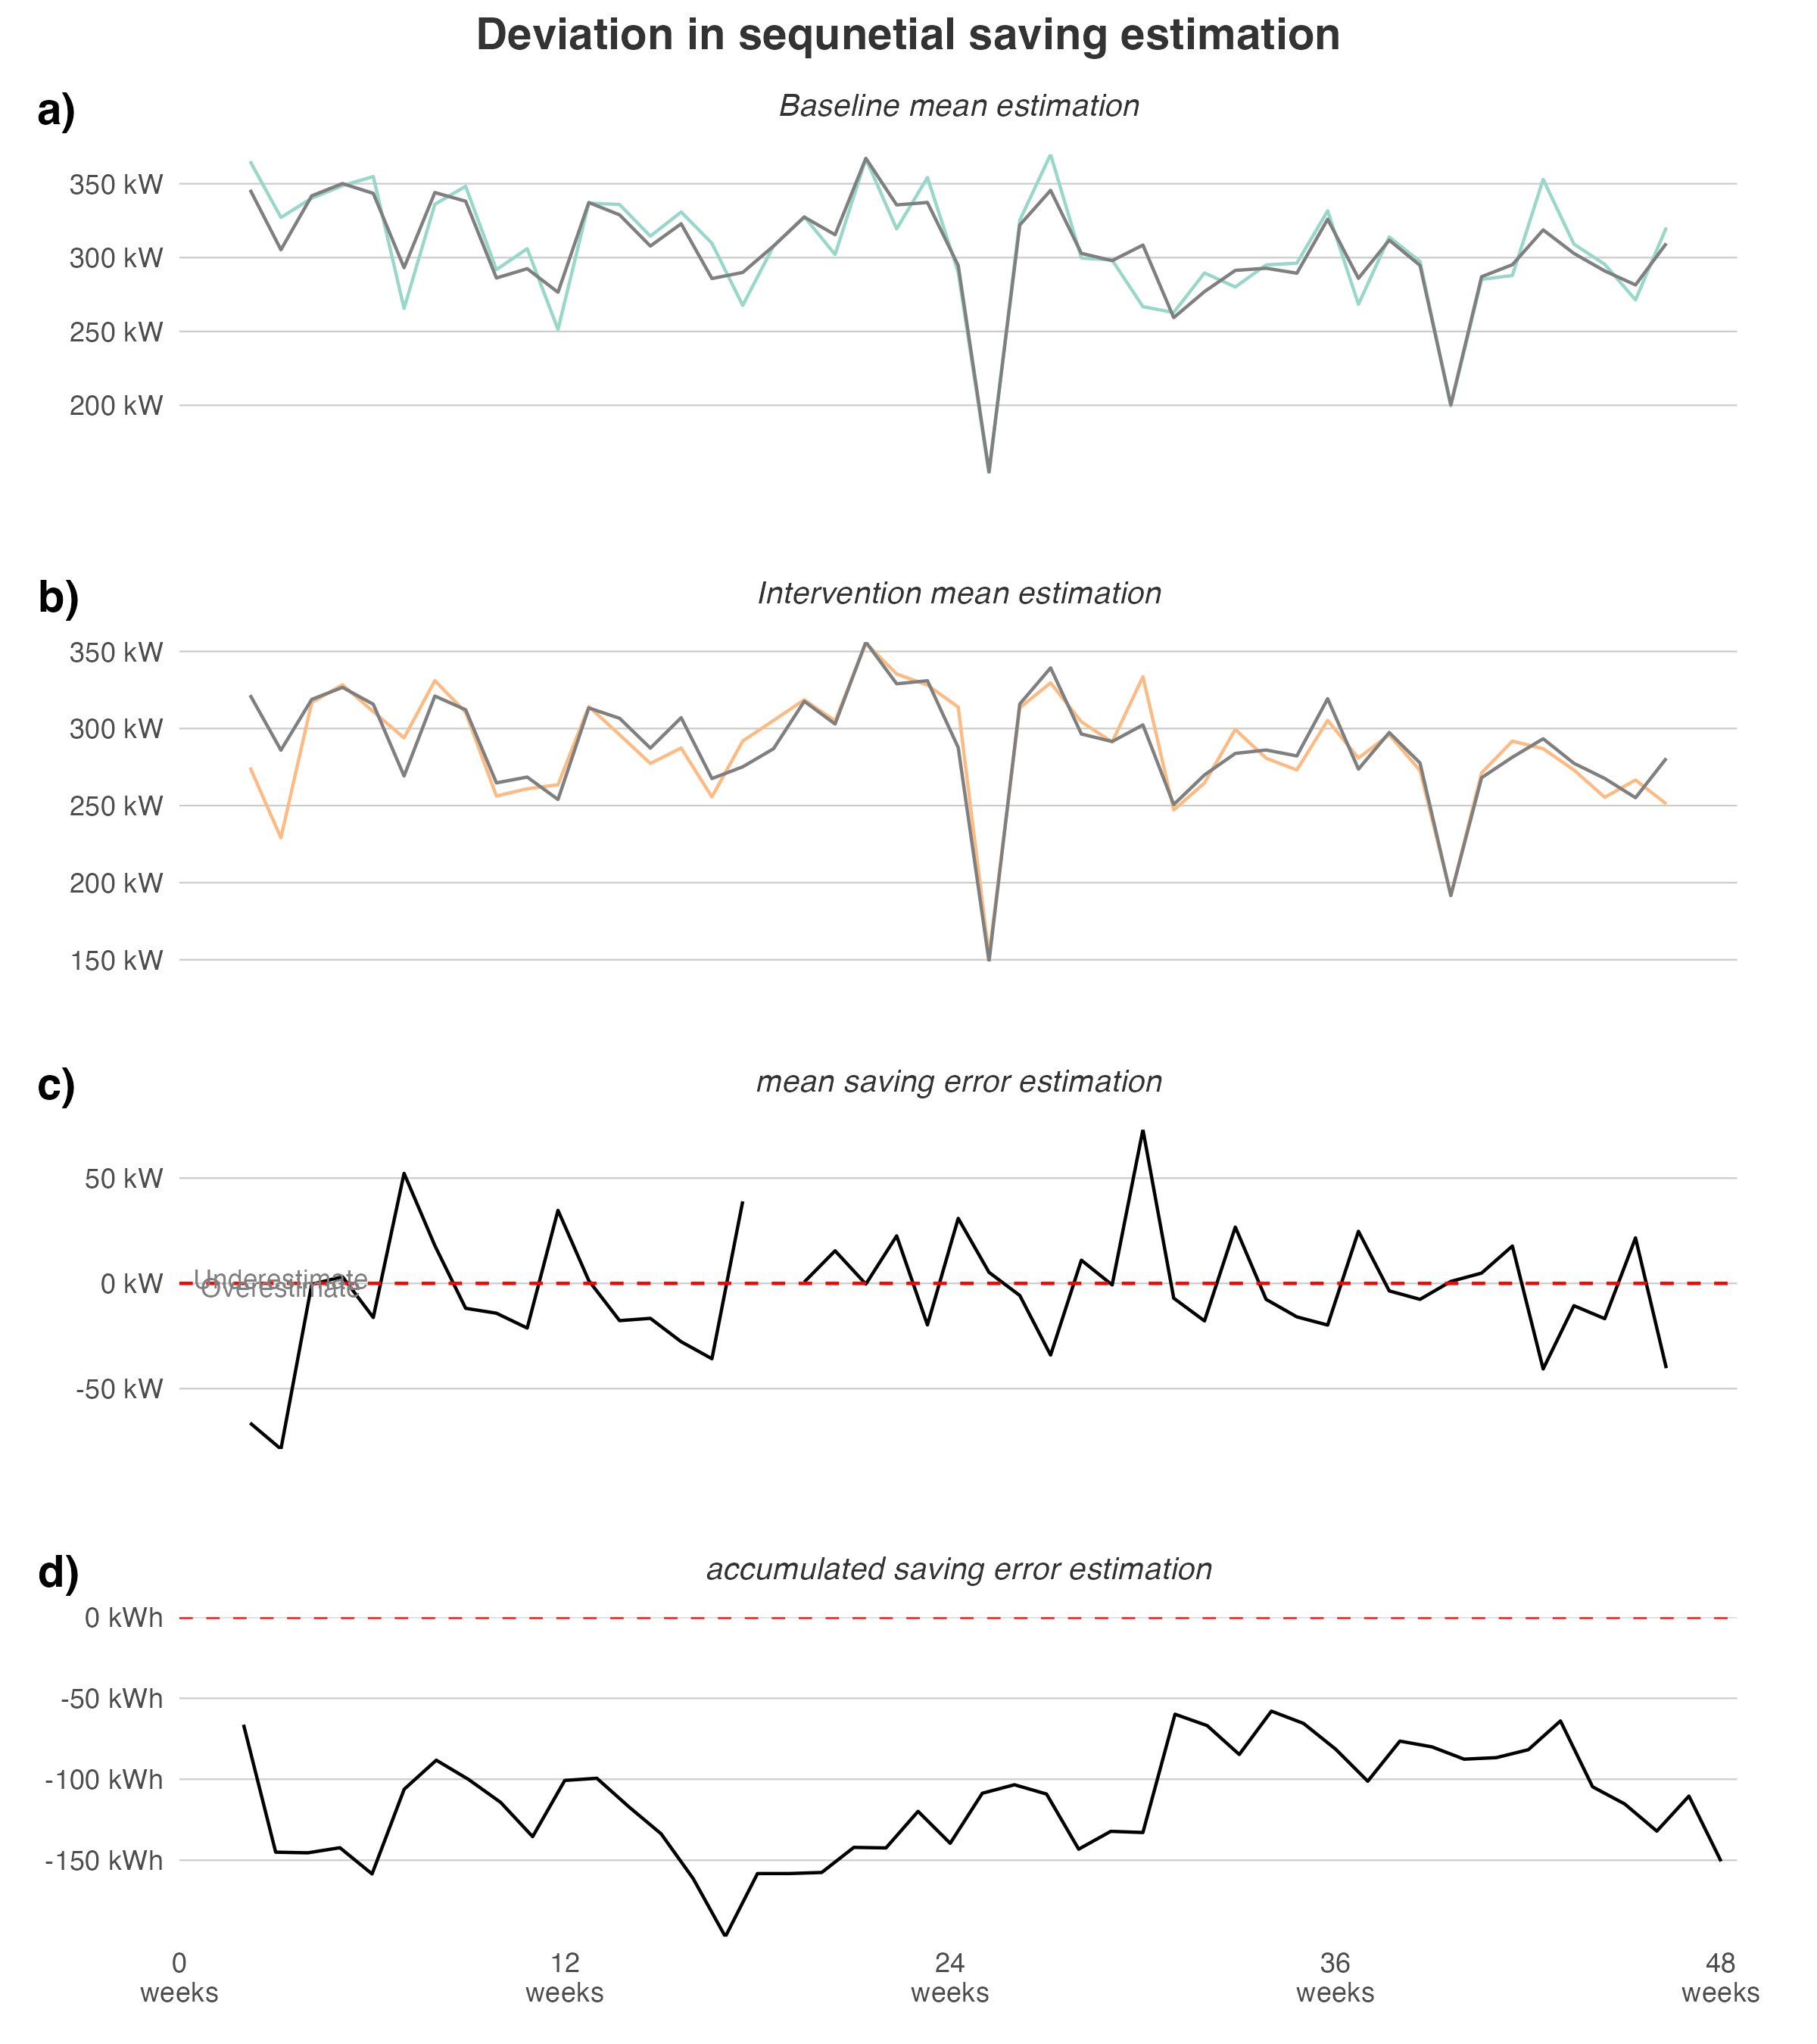 Deviation in sequnetial saving estimation
a)
Baseline mean estimation
350 kW
300 kW
250 kW
200 kW
b)
Intervention mean estimation
350 kW
300 kW
250 kW
200 kW
150 kW
c)
mean saving error estimation
50 kW
0 kW
-50 kW
Underestimate
Overestimate
d)
accumulated saving error estimation
0 kWh
-50 kWh
-100 kWh
-150 kWh
0
weeks
12
weeks
24
weeks
36
weeks
48
weeks